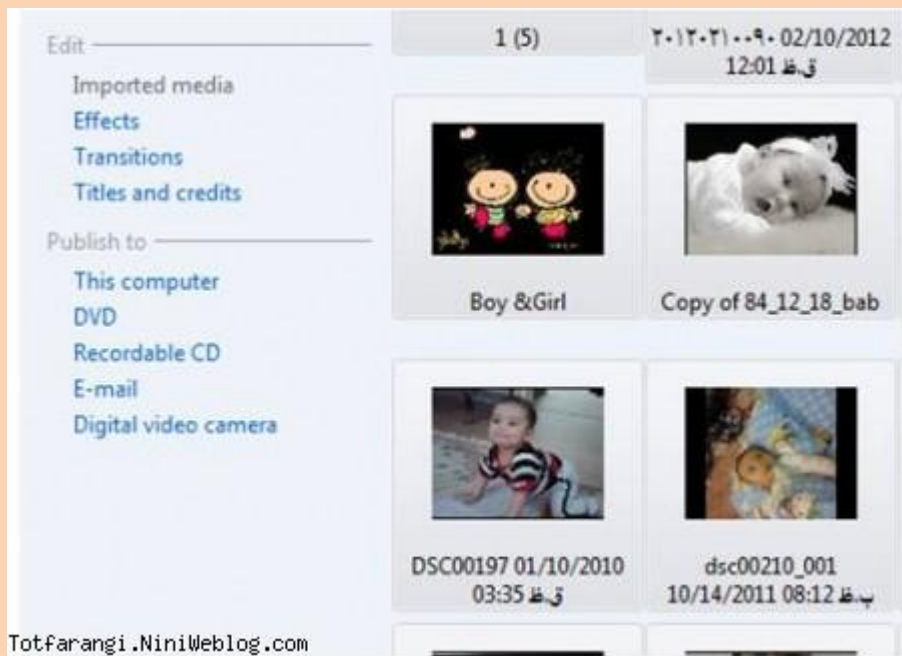 Edit
Imported media
Effects
Transitions
Titles and credits
Publish to
This computer
DVD
Recordable CD
E-mail
Digital video camera
1 (5)
۲۰۱۲۰۲۱۰۰۹۰ 02/10/2012
12:01 ق.ظ
Boy &Girl
Copy of 84_12_18_bab
DSC00197 01/10/2010
03:35 ق.ظ
dsc00210_001
10/14/2011 08:12 ب.ظ
Totfarangi.NiniWeblog.com